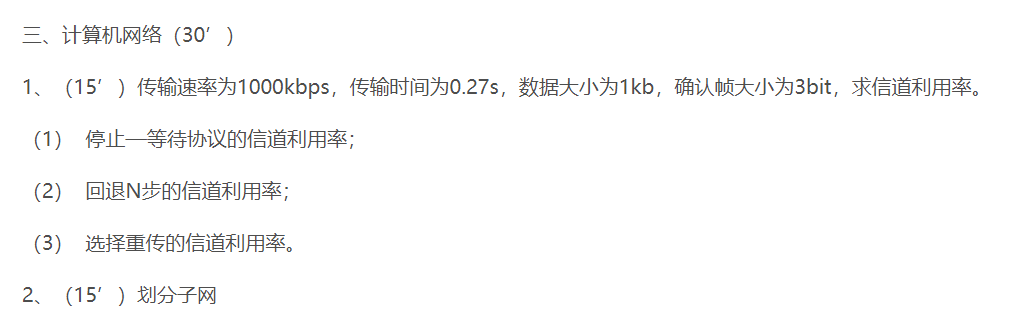 三、计算机网络（30′）
1、（15′）传输速率为1000kbps，传输时间为0.27s，数据大小为1kb，确认帧大小为3bit，求信道利用率。
（1） 停止—等待协议的信道利用率；
（2） 回退N步的信道利用率；
（3） 选择重传的信道利用率。
2、（15′）划分子网